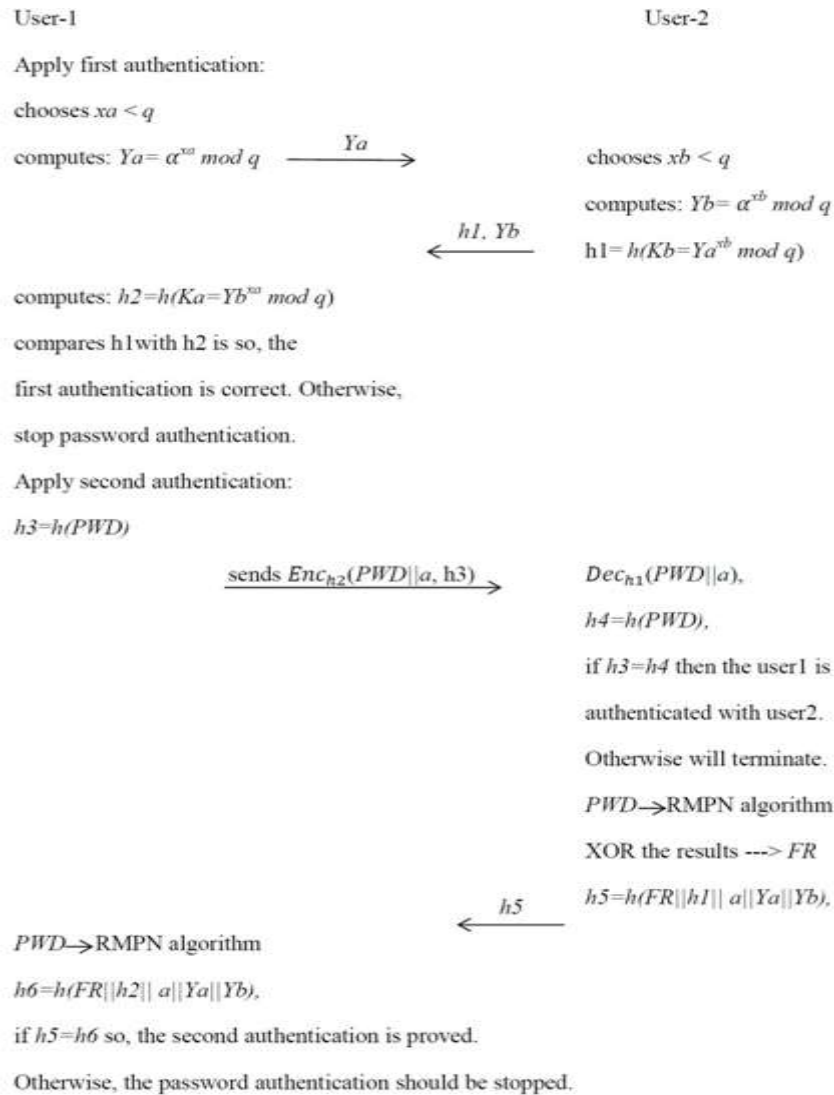 User-1 User-2
Apply first authentication:
chooses xa < q
computes: Ya= α^xa mod q Ya chooses xb < q
computes: Yb= α^xb mod q
h1, Yb h1= h(Kb=Ya^xb mod q)
computes: h2=h(Ka=Yb^xa mod q)
compares h1with h2 is so, the
first authentication is correct. Otherwise,
stop password authentication.
Apply second authentication:
h3=h(PWD)
sends Enc_h2(PWD||a, h3) Dec_h1(PWD||a),
h4=h(PWD),
if h3=h4 then the user1 is
authenticated with user2.
Otherwise will terminate.
PWD→RMPN algorithm
XOR the results ---> FR
h5 h5=h(FR||h1|| a||Ya||Yb),
PWD→RMPN algorithm
h6=h(FR||h2|| a||Ya||Yb),
if h5=h6 so, the second authentication is proved.
Otherwise, the password authentication should be stopped.